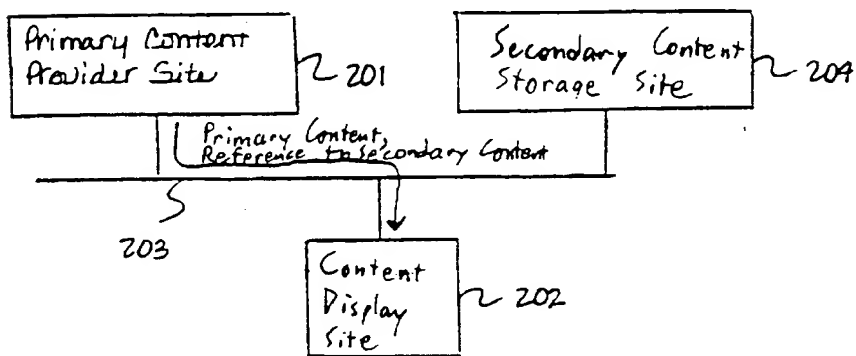 Primary Content
Provider Site
201
Secondary Content
Storage Site
204
Primary Content,
Reference to Secondary Content
203
Content
Display
Site
202